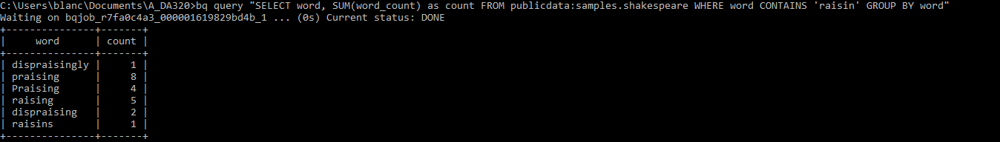 C:\Users\blanc\Documents\A_DA320>bq query "SELECT word, SUM(word_count) as count FROM publicdata:samples.shakespeare WHERE word CONTAINS 'raisin' GROUP BY word"
Waiting on bqjob_r7fa0c4a3_000001619829bd4b_1 ... (0s) Current status: DONE
+---------------+-------+
|     word      | count |
+---------------+-------+
| dispraisingly |     1 |
| praising      |     8 |
| Praising      |     4 |
| raising       |     5 |
| dispraising   |     2 |
| raisins       |     1 |
+---------------+-------+